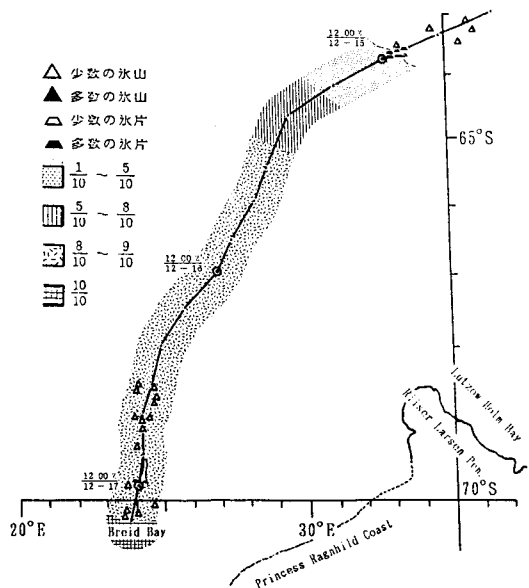 12.00 Z
12-15
△ 少数の氷山
▲ 多数の氷山
少数の氷片
多数の氷片
1/10 ～ 5/10
5/10 ～ 8/10
8/10 ～ 9/10
10/10
65°S
12.00 Z
12-16
12.00 Z
12-17
Lutzow Holm Bay
Reiser Larsen Pen.
70°S
20°E
30°E
Breid Bay
Princess Ragnhild Coast